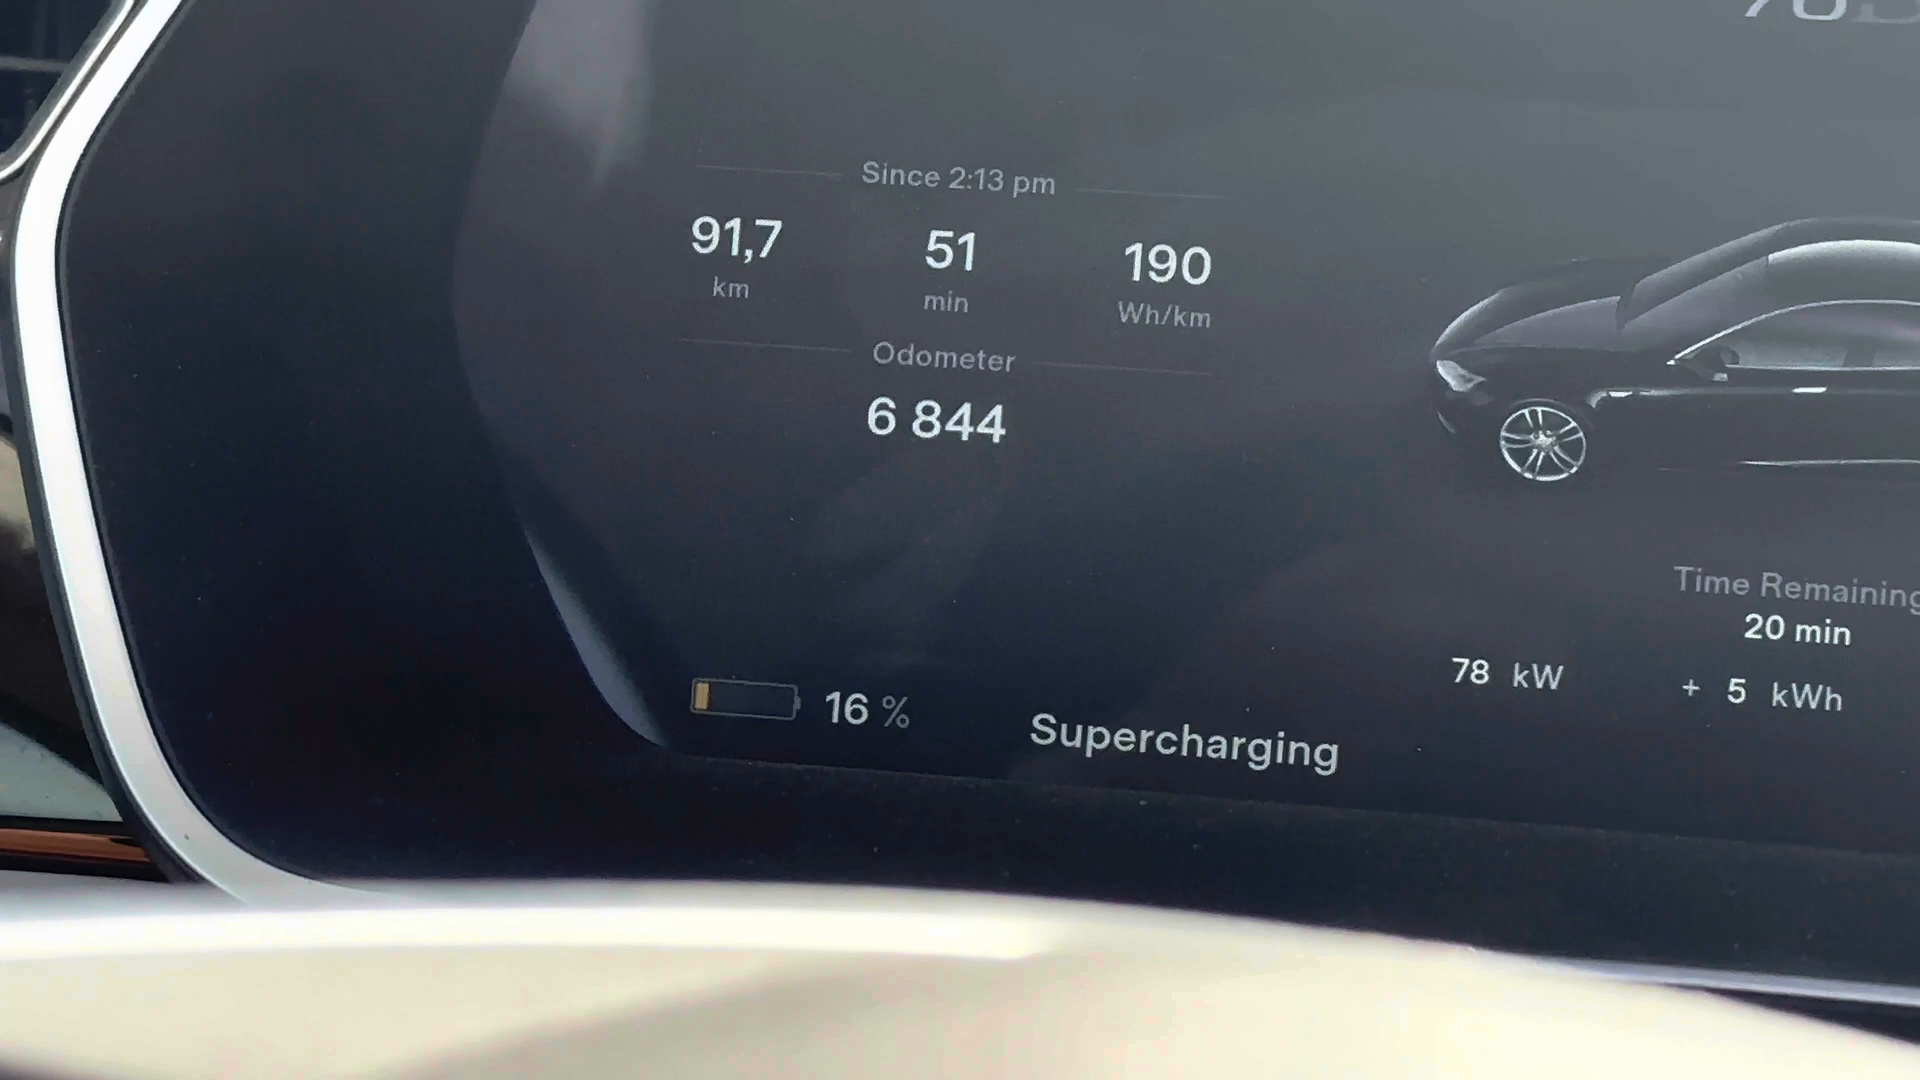 Since 2:13 pm
91,7 51 190
km min Wh/km
Odometer
6 844
Time Remaining
20 min
78 kW + 5 kWh
16 %
Supercharging